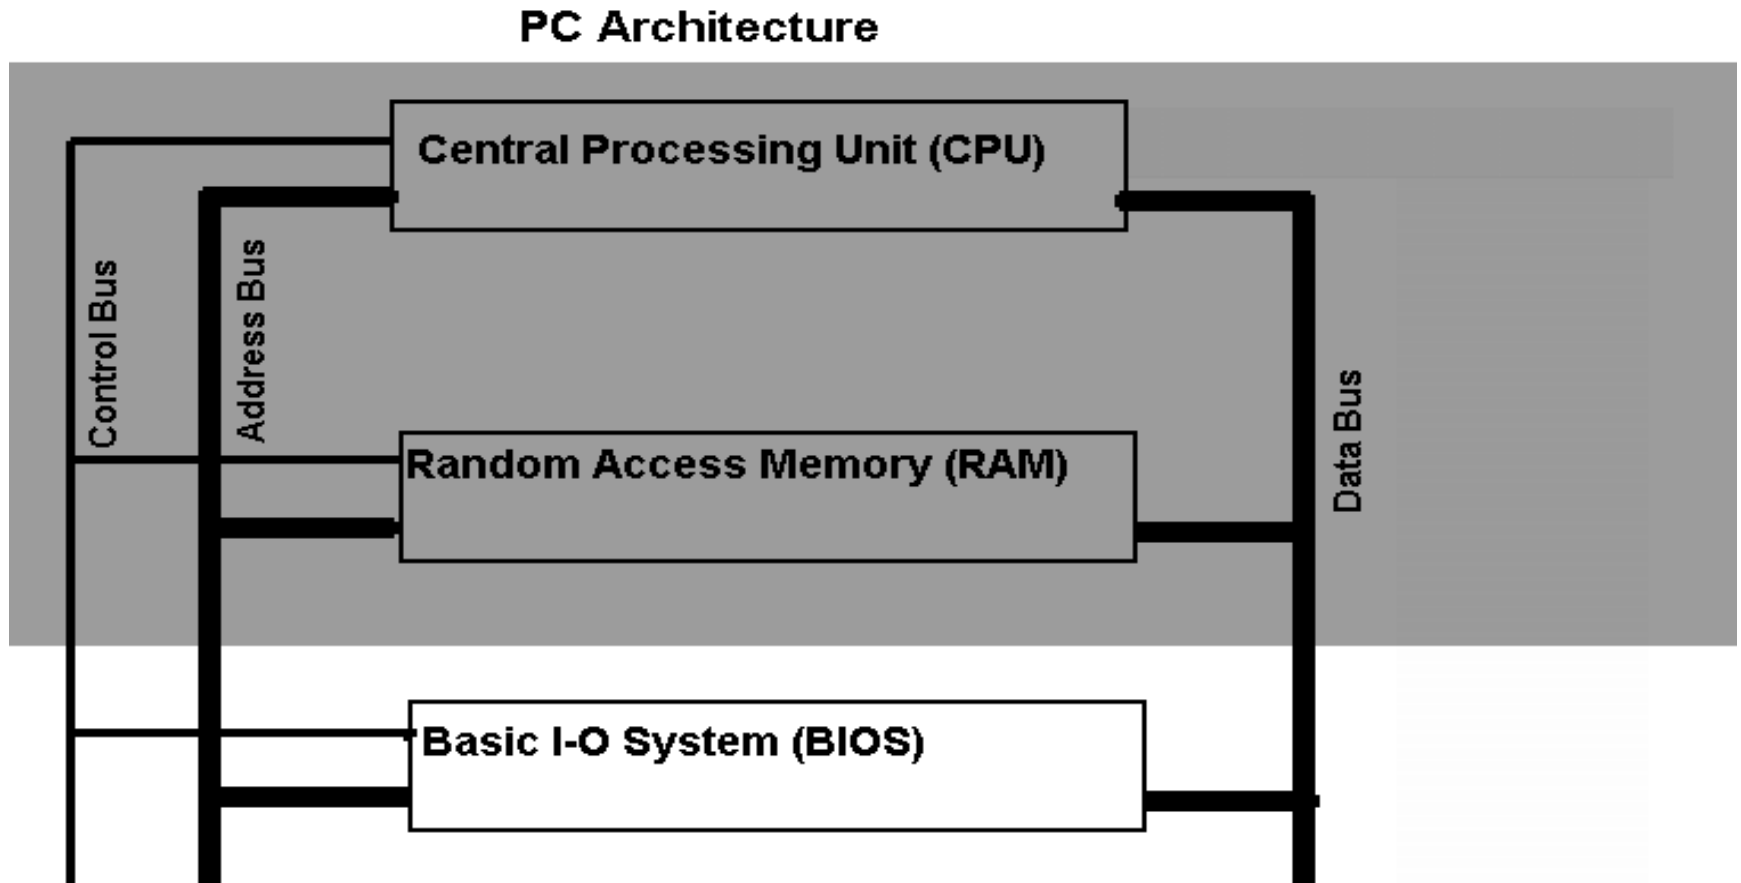 PC Architecture
Central Processing Unit (CPU)
Control Bus
Address Bus
Data Bus
Random Access Memory (RAM)
Basic I-O System (BIOS)